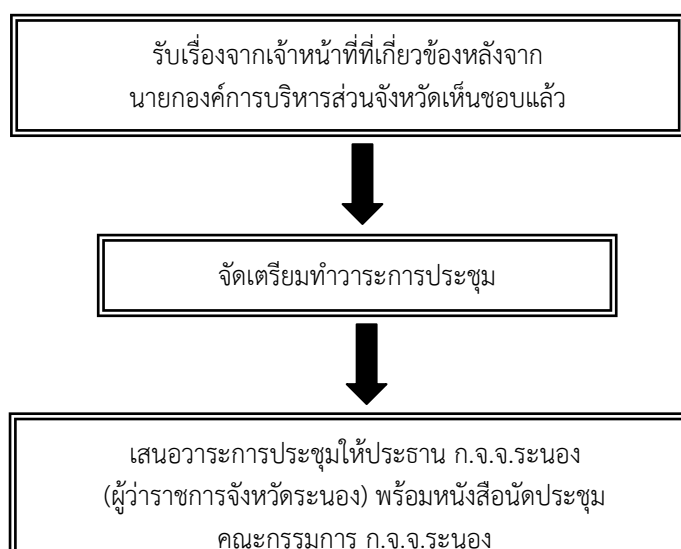 รับเรื่องจากเจ้าหน้าที่ที่เกี่ยวข้องหลังจาก
นายกองค์การบริหารส่วนจังหวัดเห็นชอบแล้ว
จัดเตรียมทำวาระการประชุม
เสนอวาระการประชุมให้ประธาน ก.จ.จ.ระนอง
(ผู้ว่าราชการจังหวัดระนอง) พร้อมหนังสือนัดประชุม
คณะกรรมการ ก.จ.จ.ระนอง